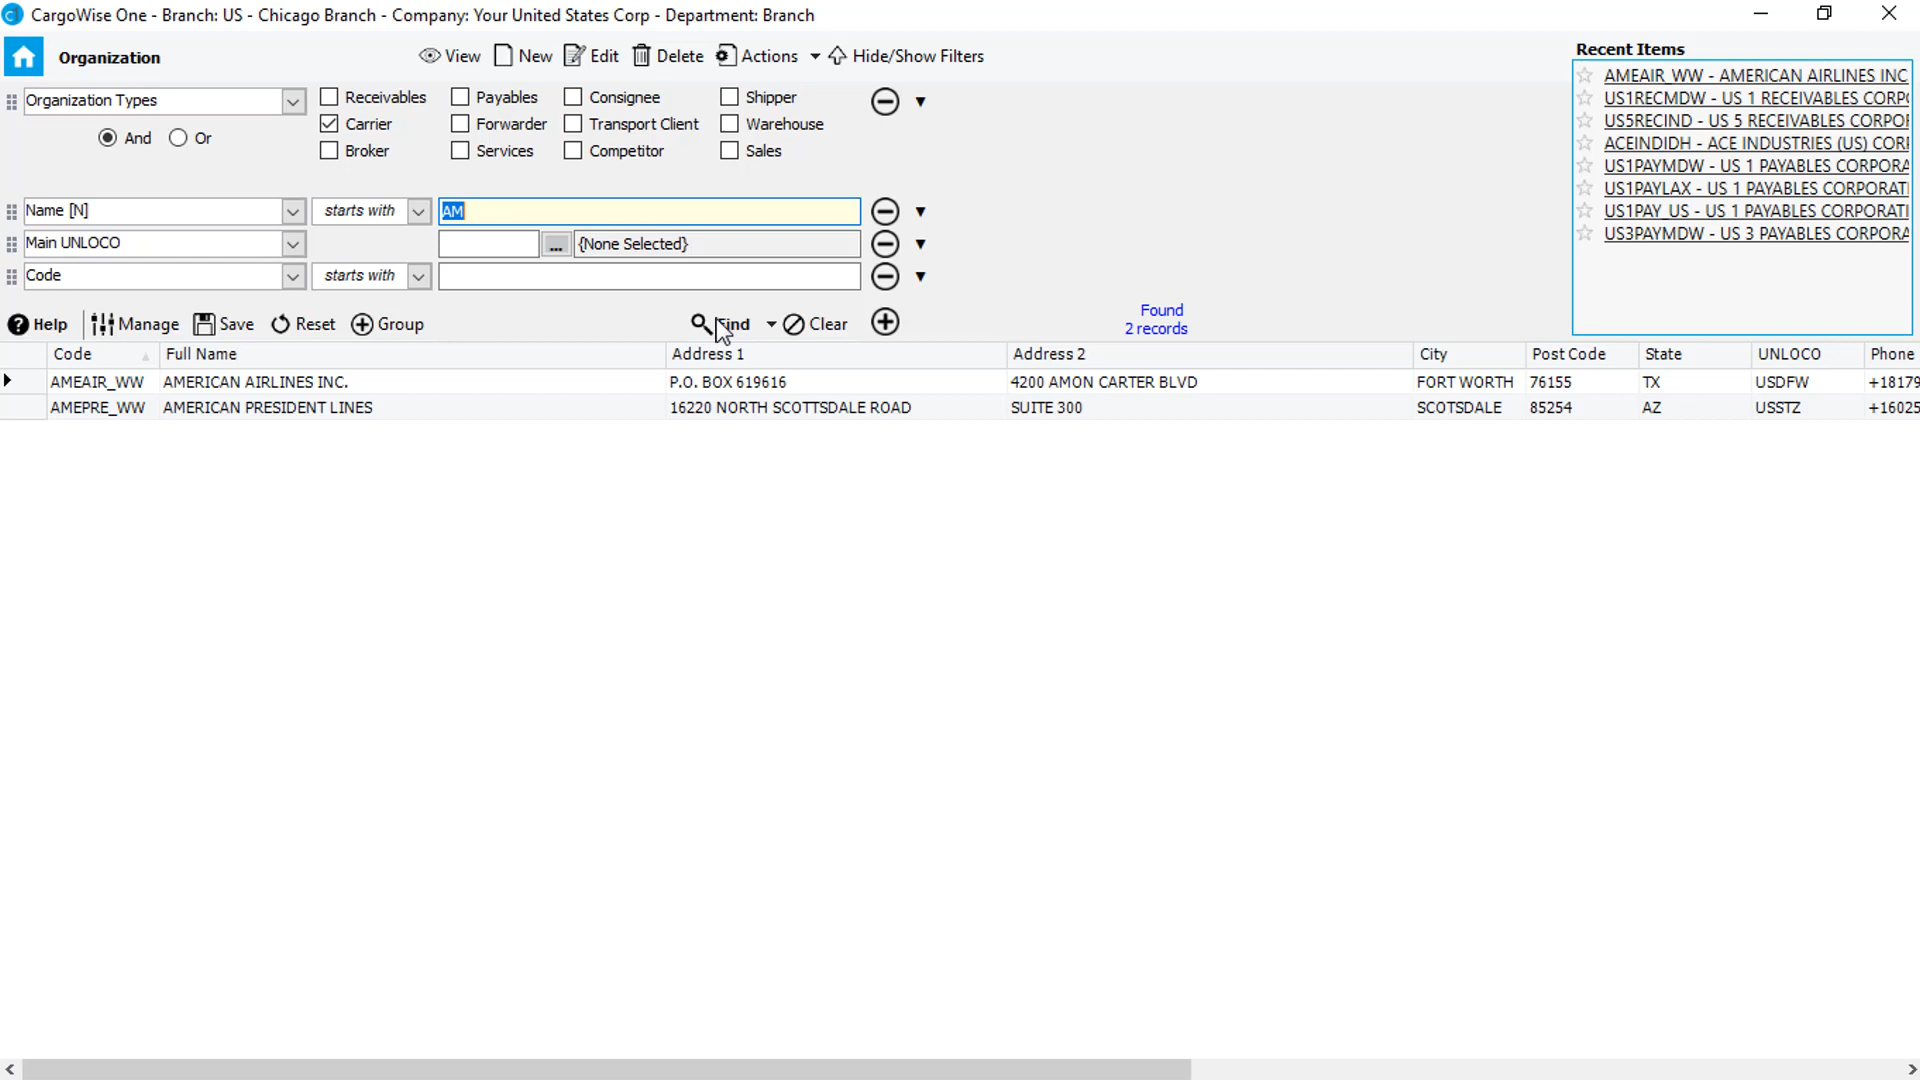 CargoWise One - Branch: US - Chicago Branch - Company: Your United States Corp - Department: Branch
Organization View New Edit Delete Actions Hide/Show Filters
Recent Items
AMEAIR_WW - AMERICAN AIRLINES INC
US1RECMDW - US 1 RECEIVABLES CORP
US5RECIND - US 5 RECEIVABLES CORPO
ACEINDIDH - ACE INDUSTRIES (US) COR
US1PAYMDW - US 1 PAYABLES CORPORA
US1PAYLAX - US 1 PAYABLES CORPORATI
US1PAY_US - US 1 PAYABLES CORPORATI
US3PAYMDW - US 3 PAYABLES CORPORA
Organization Types Receivables Payables Consignee Shipper
Carrier Forwarder Transport Client Warehouse
And Or
Broker Services Competitor Sales
Name [N] starts with AM
Main UNLOCO ... {None Selected}
Code starts with
Found
2 records
Help Manage Save Reset Group Find Clear
Code Full Name Address 1 Address 2 City Post Code State UNLOCO Phone
AMEAIR_WW AMERICAN AIRLINES INC. P.O. BOX 619616 4200 AMON CARTER BLVD FORT WORTH 76155 TX USDFW +18179
AMEPRE_WW AMERICAN PRESIDENT LINES 16220 NORTH SCOTTSDALE ROAD SUITE 300 SCOTSDALE 85254 AZ USSTZ +16025